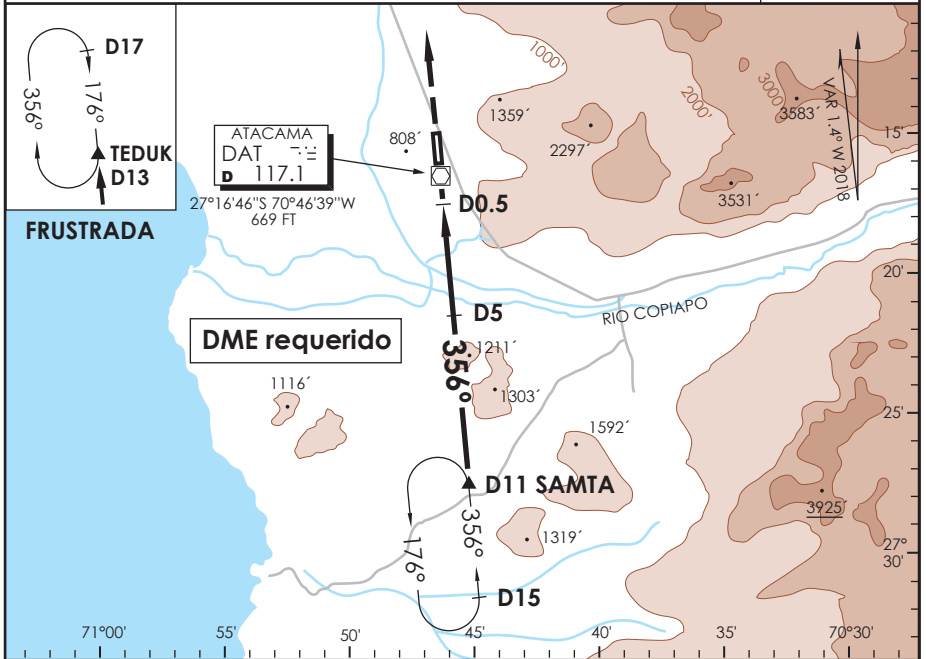 D17
356°
176°
TEDUK
D13
FRUSTRADA
ATACAMA
DAT
D 117.1
27°16'46"S 70°46'39"W
669 FT
808´
1000´
2000´
3000´
1359´
2297´
3583´
3531´
VAR 1.4° W 2018
15'
D0.5
20'
D5
RIO COPIAPO
DME requerido
356°
1211´
1303´
1116´
25'
1592´
D11 SAMTA
3925´
356°
176°
1319´
27°
30'
D15
71°00'
55'
50'
45'
40'
35'
70°30'